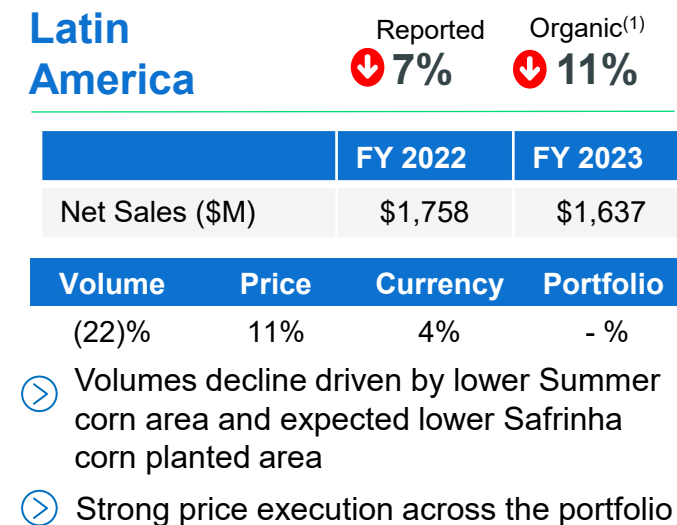 Latin America
Reported Organic(1)
7% 11%
FY 2022 FY 2023
Net Sales ($M) $1,758 $1,637
Volume Price Currency Portfolio
(22)% 11% 4% - %
Volumes decline driven by lower Summer
corn area and expected lower Safrinha
corn planted area
Strong price execution across the portfolio